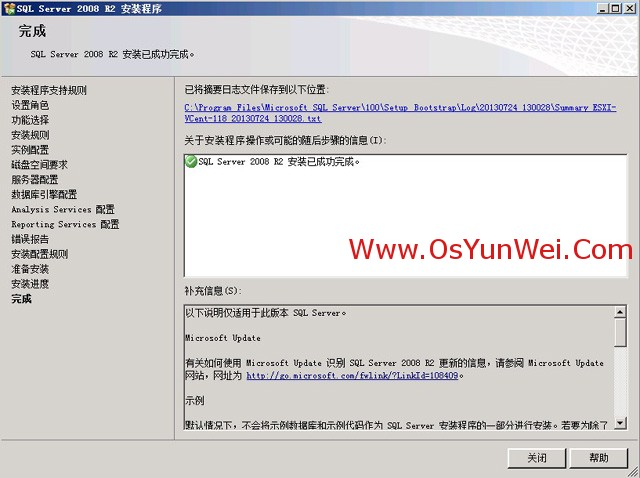 SQL Server 2008 R2 安装程序
完成
SQL Server 2008 R2 安装已成功完成。
安装程序支持规则
设置角色
功能选择
安装规则
实例配置
磁盘空间要求
服务器配置
数据库引擎配置
Analysis Services 配置
Reporting Services 配置
错误报告
安装配置规则
准备安装
安装进度
完成
已将摘要日志文件保存到以下位置:
C:\Program Files\Microsoft SQL Server\100\Setup Bootstrap\Log\20130724_130028\Summary_ESXI-
VCent-118_20130724_130028.txt
关于安装程序操作或可能的随后步骤的信息(I):
SQL Server 2008 R2 安装已成功完成。
Www.OsYunWei.Com
补充信息(S):
以下说明仅适用于此版本 SQL Server。
Microsoft Update
有关如何使用 Microsoft Update 识别 SQL Server 2008 R2 更新的信息，请参阅 Microsoft Update
网站，网址为 http://go.microsoft.com/fwlink/?LinkId=108409。
示例
默认情况下，不会将示例数据库和示例代码作为 SQL Server 安装程序的一部分进行安装。若要为除了
关闭
帮助